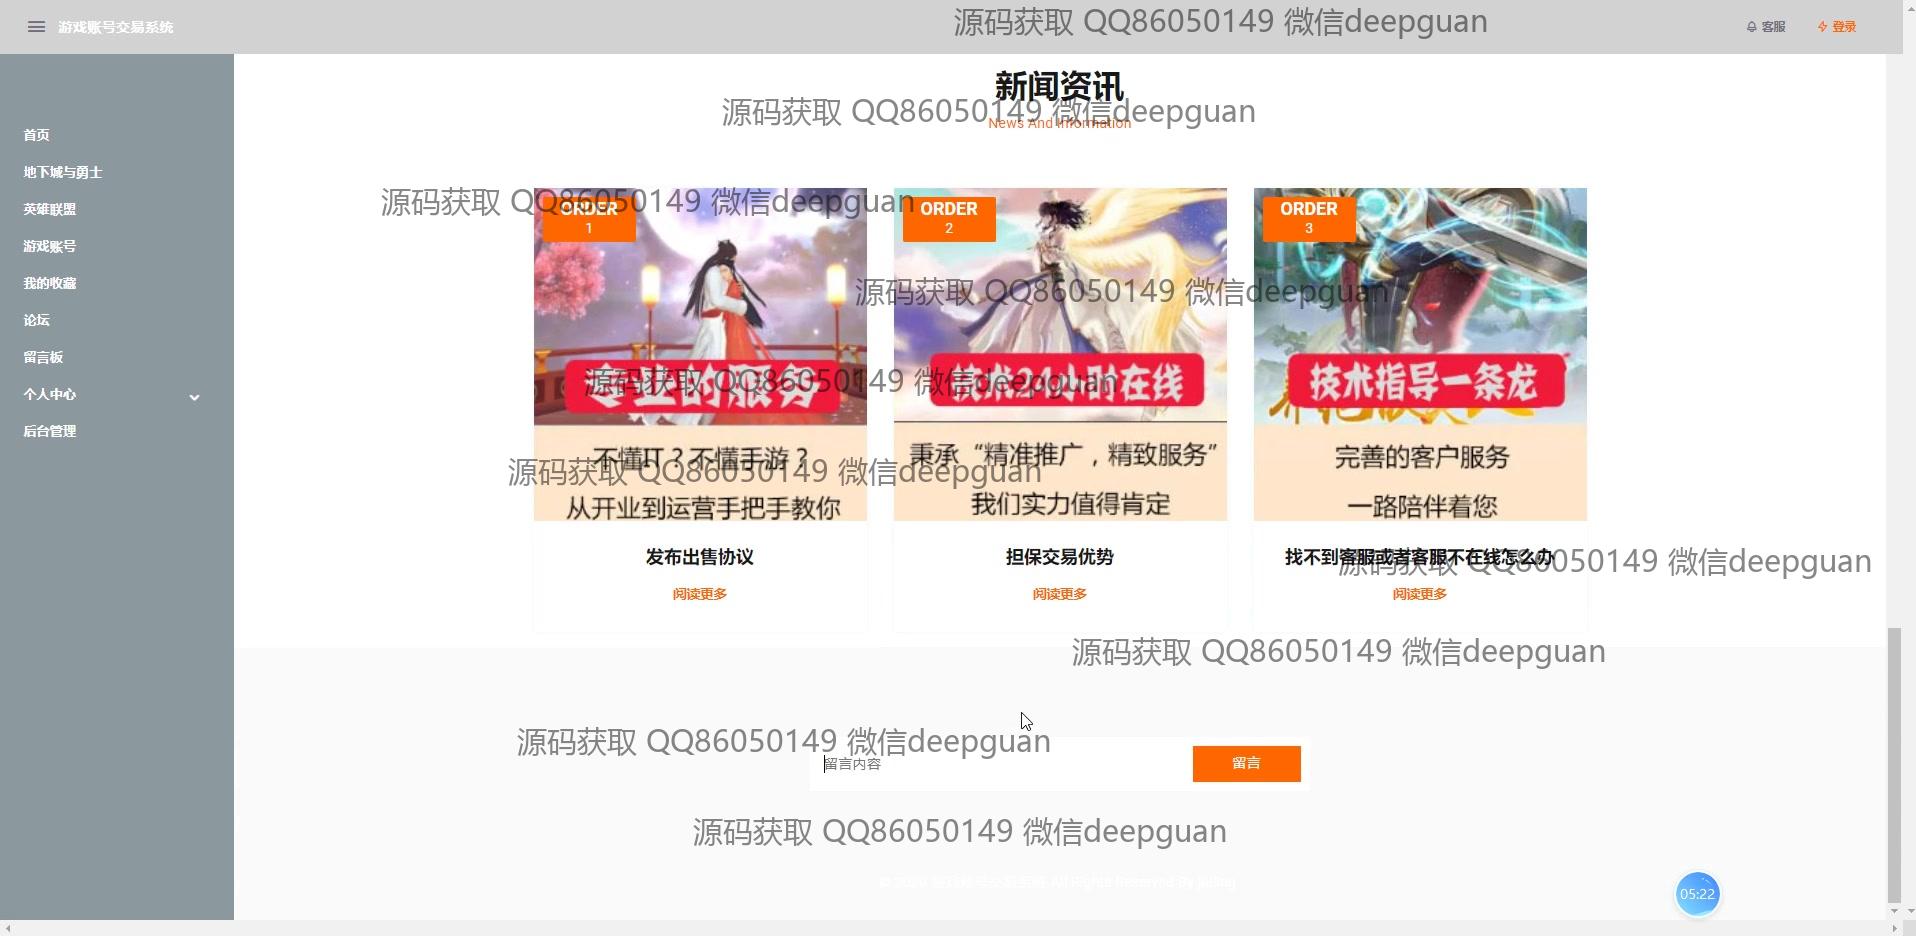 游戏账号交易系统
源码获取 QQ86050149 微信deepguan
客服
登录
新闻资讯
源码获取 QQ86050149 微信deepguan
News And Information
首页
地下城与勇士
英雄联盟
游戏账号
我的收藏
论坛
留言板
个人中心
后台管理
源码获取 QQ86050149 微信deepguan
ORDER
1
ORDER
2
ORDER
3
源码获取 QQ86050149 微信deepguan
源码获取 QQ86050149 微信deepguan
专业的服务
技术24小时在线
技术指导一条龙
源码获取 QQ86050149 微信deepguan
不懂IT？不懂手游？
从开业到运营手把手教你
秉承“精准推广，精致服务”
我们实力值得肯定
完善的客户服务
一路陪伴着您
发布出售协议
担保交易优势
找不到客服或者客服不在线怎么办
源码获取 QQ86050149 微信deepguan
阅读更多
阅读更多
阅读更多
源码获取 QQ86050149 微信deepguan
源码获取 QQ86050149 微信deepguan
留言内容
留言
源码获取 QQ86050149 微信deepguan
05:22